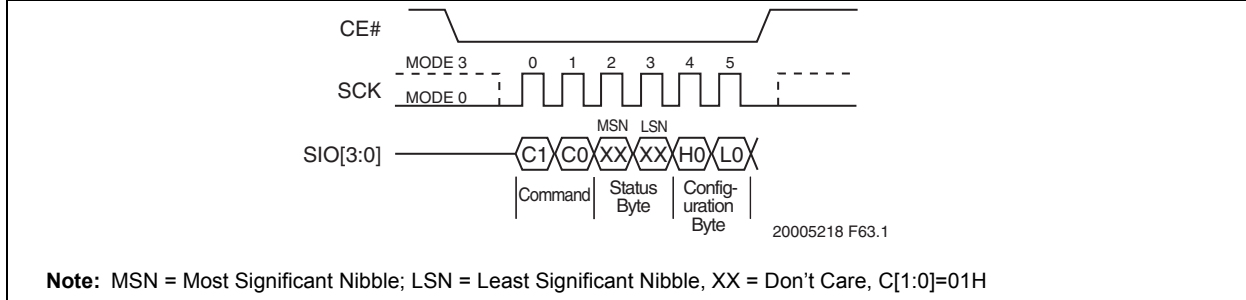 CE#
MODE 3 0 1 2 3 4 5
SCK
MODE 0
MSN LSN
SIO[3:0] C1 C0 XX XX H0 L0
Command Status Byte Config-uration Byte
20005218 F63.1
Note: MSN = Most Significant Nibble; LSN = Least Significant Nibble, XX = Don't Care, C[1:0]=01H